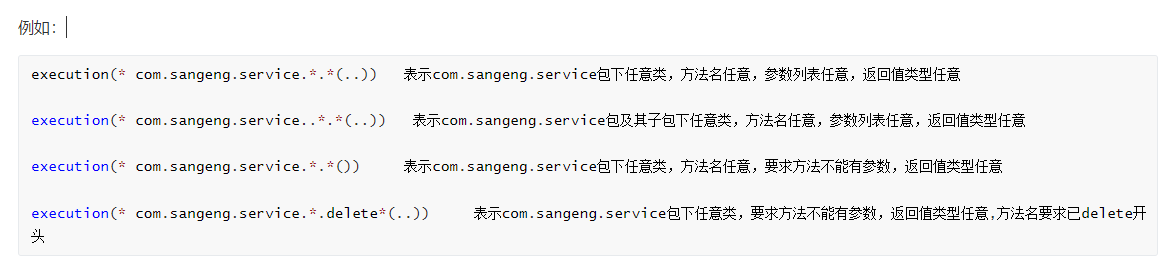 例如：
execution(* com.sangeng.service.*.*(..))   表示com.sangeng.service包下任意类，方法名任意，参数列表任意，返回值类型任意
execution(* com.sangeng.service..*.*(..))   表示com.sangeng.service包及其子包下任意类，方法名任意，参数列表任意，返回值类型任意
execution(* com.sangeng.service.*.*())     表示com.sangeng.service包下任意类，方法名任意，要求方法不能有参数，返回值类型任意
execution(* com.sangeng.service.*.delete*(..))     表示com.sangeng.service包下任意类，要求方法不能有参数，返回值类型任意,方法名要求已delete开
头